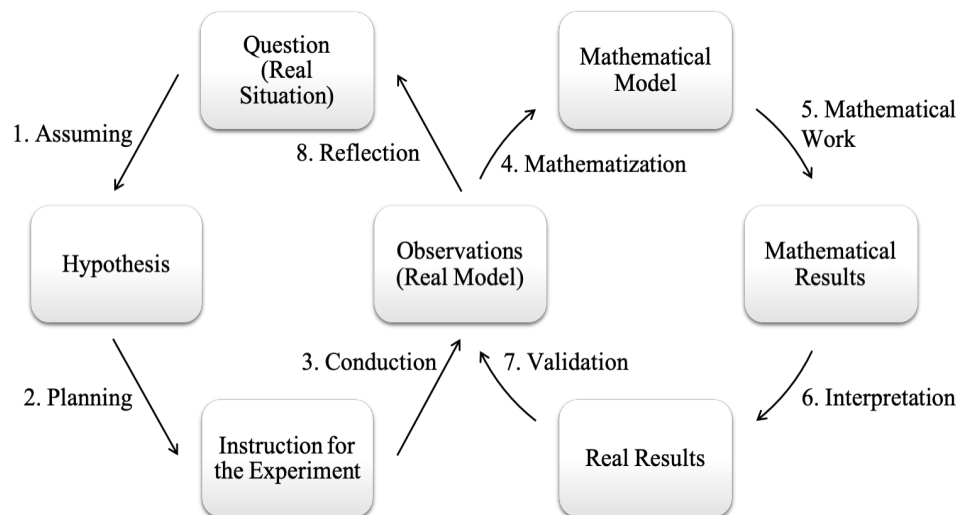 Question
(Real
Situation)
Mathematical
Model
1. Assuming
8. Reflection
4. Mathematization
5. Mathematical
Work
Hypothesis
Observations
(Real Model)
Mathematical
Results
2. Planning
3. Conduction
7. Validation
6. Interpretation
Instruction for
the Experiment
Real Results